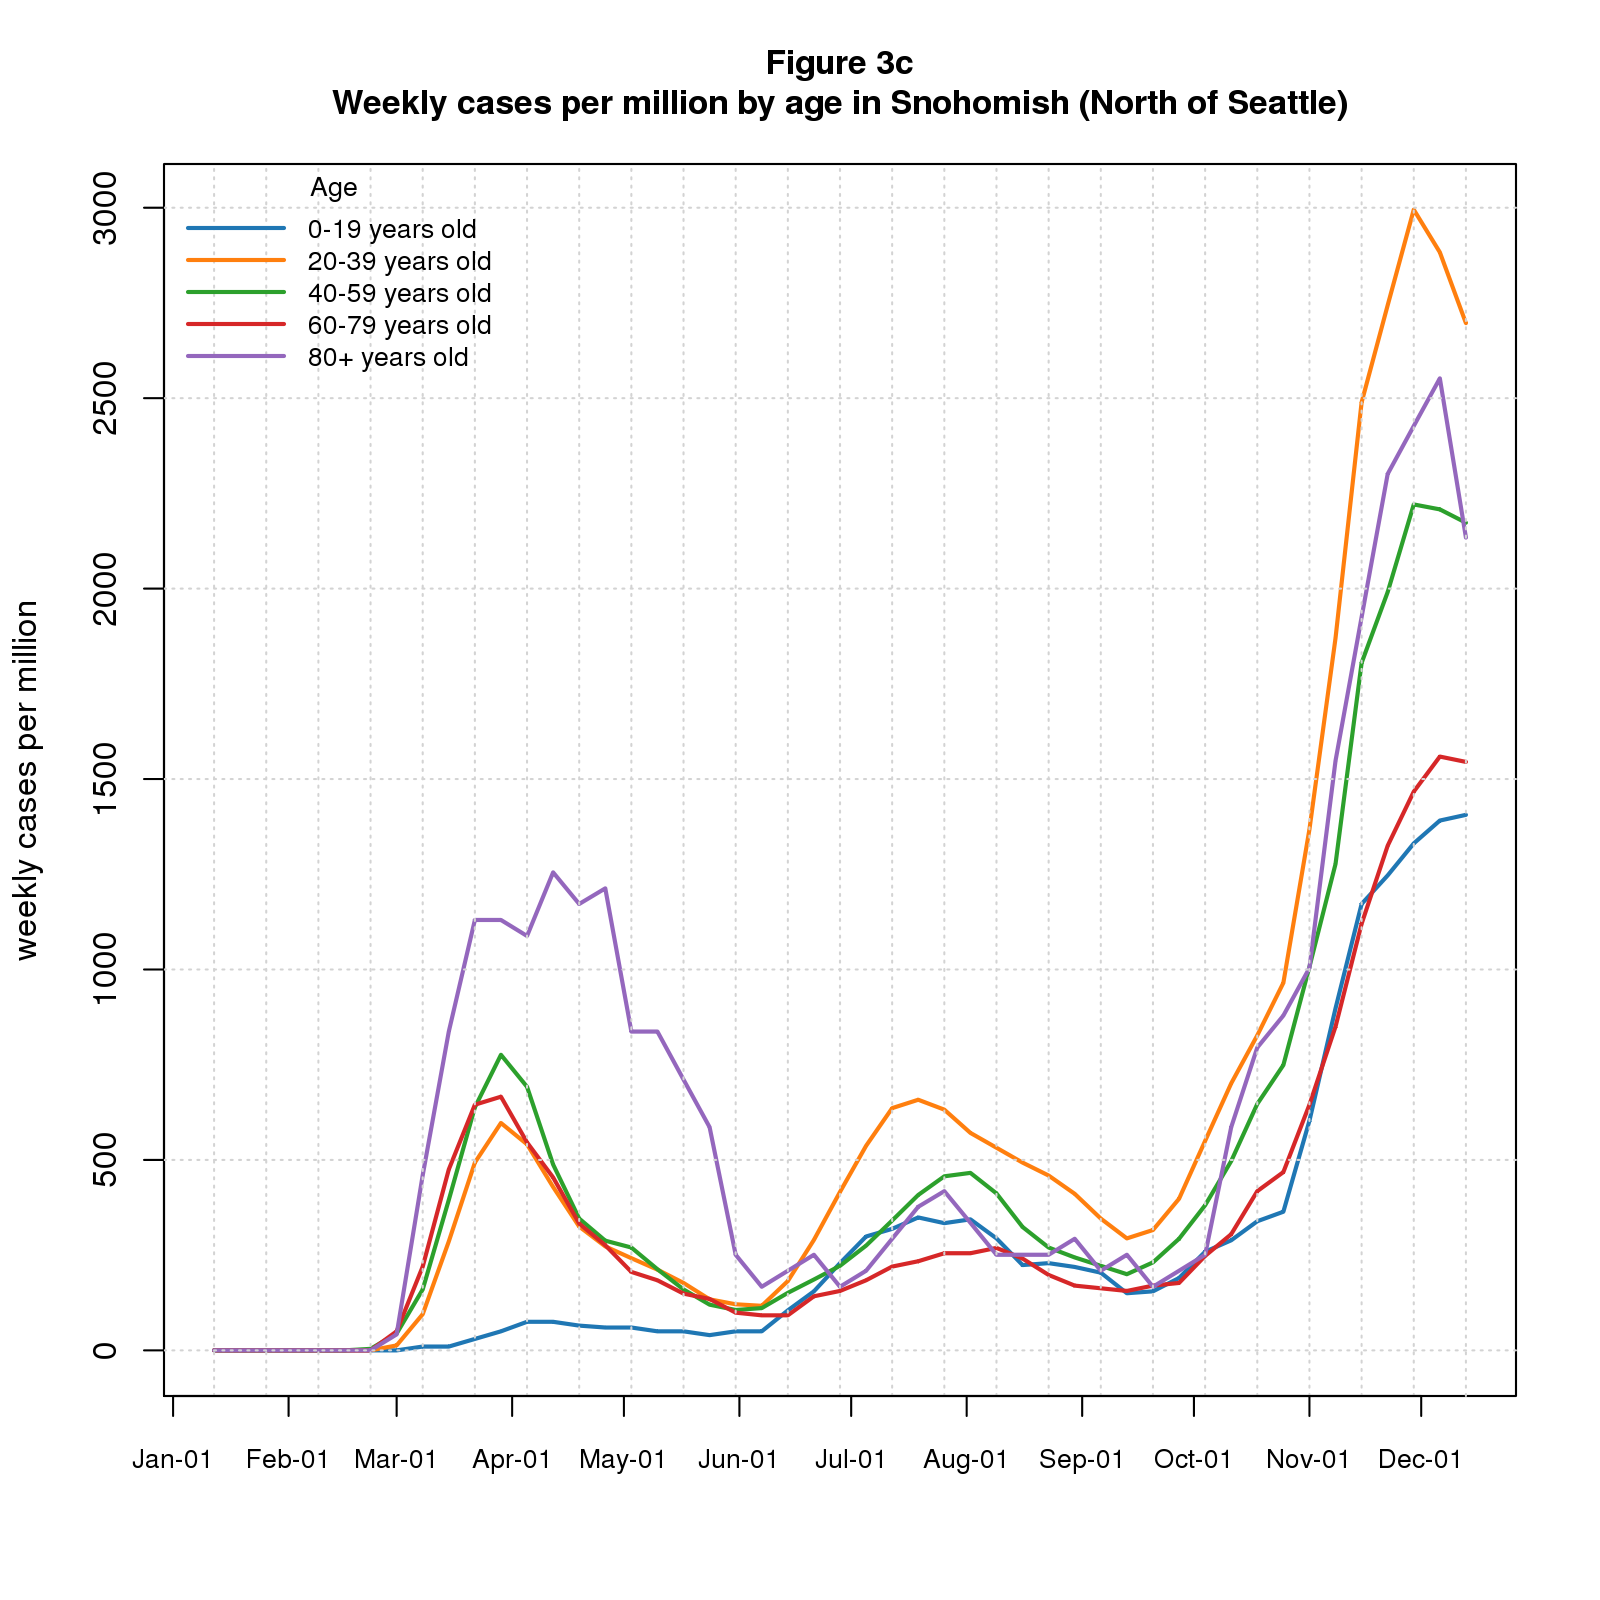 Figure 3c
Weekly cases per million by age in Snohomish (North of Seattle)
Age
0-19 years old
20-39 years old
40-59 years old
60-79 years old
80+ years old
3000
2500
2000
1500
1000
500
0
weekly cases per million
Jan-01 Feb-01 Mar-01 Apr-01 May-01 Jun-01 Jul-01 Aug-01 Sep-01 Oct-01 Nov-01 Dec-01